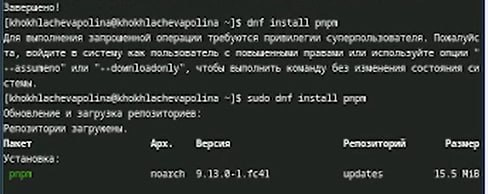 Завершено!
[khokhlachevapolina@khokhlachevapolina ~]$ dnf install pnpm
Для выполнения запрошенной операции требуются привилегии суперпользователя. Пожалуйс
та, войдите в систему как пользователь с повышенными правами или используйте опции "
--assumeno" или "--downloadonly", чтобы выполнить команду без изменения состояния си
стемы.
[khokhlachevapolina@khokhlachevapolina ~]$ sudo dnf install pnpm
Обновление и загрузка репозиториев:
Репозитории загружены.
Пакет Арх. Версия Репозиторий Размер
Установка:
pnpm noarch 9.13.0-1.fc41 updates 15.5 MiB